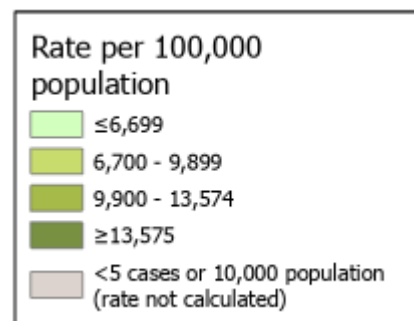 Rate per 100,000
population
≤6,699
6,700 - 9,899
9,900 - 13,574
≥13,575
<5 cases or 10,000 population
(rate not calculated)